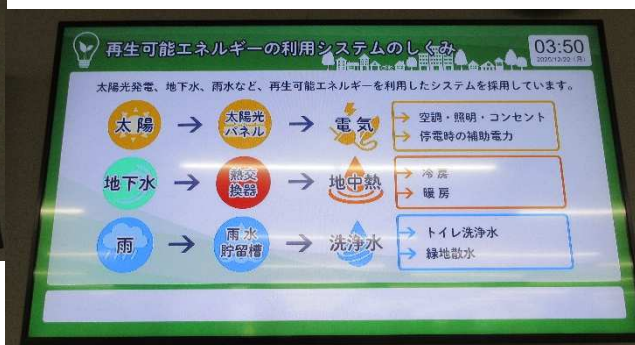 再生可能エネルギーの利用システムのしくみ
03:50
太陽光発電、地下水、雨水など、再生可能エネルギーを利用したシステムを採用しています。
太陽 → 太陽光パネル → 電気
→ 空調・照明・コンセント
→ 停電時の補助電力
地下水 → 熱交換器 → 地中熱
→ 冷房
→ 暖房
雨 → 雨水貯留槽 → 洗浄水
→ トイレ洗浄水
→ 緑地散水